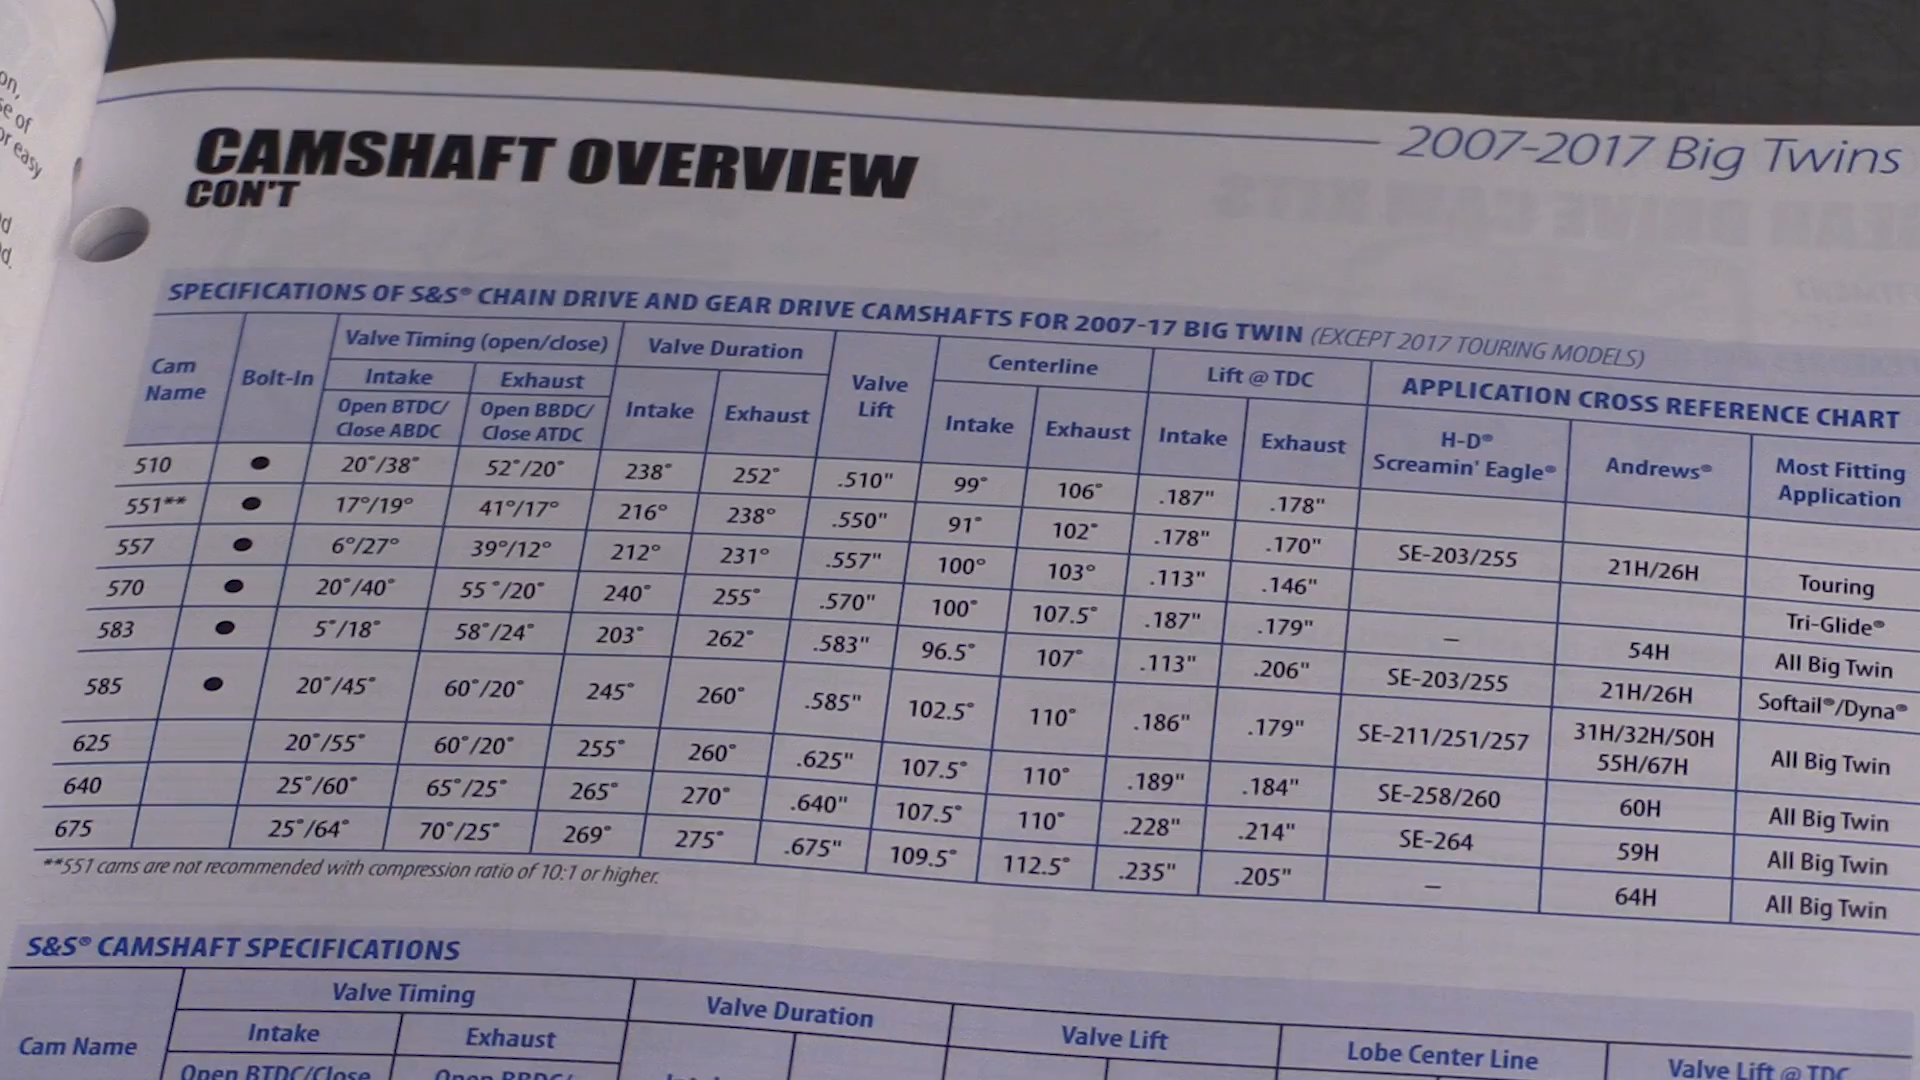 on,
se of
or easy
d
d.
2007-2017 Big Twins
CAMSHAFT OVERVIEW
CON'T
SPECIFICATIONS OF S&S® CHAIN DRIVE AND GEAR DRIVE CAMSHAFTS FOR 2007-17 BIG TWIN (EXCEPT 2017 TOURING MODELS)
Cam Name Bolt-In Valve Timing (open/close) Valve Duration Valve Lift Centerline Lift @ TDC APPLICATION CROSS REFERENCE CHART
Intake Exhaust Intake Exhaust Intake Exhaust Intake Exhaust H-D® Screamin' Eagle® Andrews® Most Fitting Application
Open BTDC/ Close ABDC Open BBDC/ Close ATDC
510 ● 20°/38° 52°/20° 238° 252° .510" 99° 106° .187" .178"
551** ● 17°/19° 41°/17° 216° 238° .550" 91° 102° .178" .170" SE-203/255 21H/26H Touring
557 ● 6°/27° 39°/12° 212° 231° .557" 100° 103° .113" .146" Tri-Glide®
570 ● 20°/40° 55°/20° 240° 255° .570" 100° 107.5° .187" .179" — 54H All Big Twin
583 ● 5°/18° 58°/24° 203° 262° .583" 96.5° 107° .113" .206" SE-203/255 21H/26H Softail®/Dyna®
585 ● 20°/45° 60°/20° 245° 260° .585" 102.5° 110° .186" .179" SE-211/251/257 31H/32H/50H 55H/67H All Big Twin
625 20°/55° 60°/20° 255° 260° .625" 107.5° 110° .189" .184" SE-258/260 60H All Big Twin
640 25°/60° 65°/25° 265° 270° .640" 107.5° 110° .228" .214" SE-264 59H All Big Twin
675 25°/64° 70°/25° 269° 275° .675" 109.5° 112.5° .235" .205" — 64H All Big Twin
**551 cams are not recommended with compression ratio of 10:1 or higher.
S&S® CAMSHAFT SPECIFICATIONS
Cam Name Valve Timing Valve Duration Valve Lift Lobe Center Line Valve Lift @ TDC
Intake Exhaust
Open BTDC/Close Open BBDC/